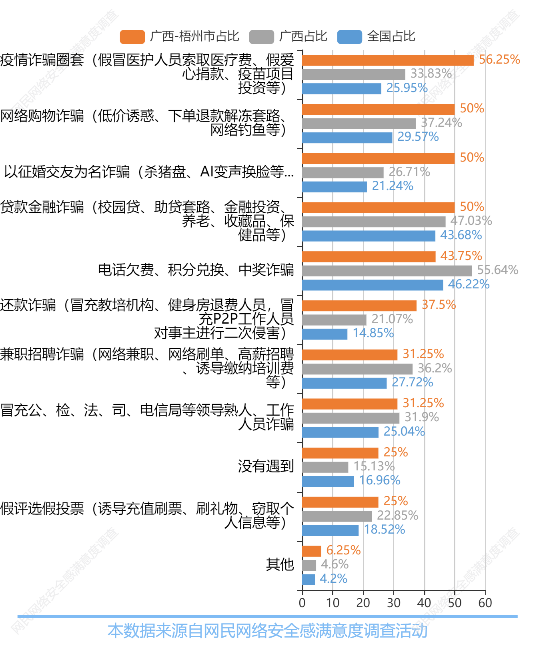 广西-梧州市占比 广西占比 全国占比
疫情诈骗圈套（假冒医护人员索取医疗费、假爱
心捐款、疫苗项目
投资等）
56.25%
33.83%
25.95%
网络购物诈骗（低价诱惑、下单退款解冻套路、
网络钓鱼等）
50%
37.24%
29.57%
以征婚交友为名诈骗（杀猪盘、AI变声换脸等...
50%
26.71%
21.24%
贷款金融诈骗（校园贷、助贷套路、金融投资、
养老、收藏品、保
健品等）
50%
47.03%
43.68%
电话欠费、积分兑换、中奖诈骗
43.75%
55.64%
46.22%
还款诈骗（冒充教培机构、健身房退费人员，冒
充P2P工作人员
对事主进行二次侵害）
37.5%
21.07%
14.85%
兼职招聘诈骗（网络兼职、网络刷单、高薪招聘
、诱导缴纳培训费
等）
31.25%
36.2%
27.72%
冒充公、检、法、司、电信局等领导熟人、工作
人员诈骗
31.25%
31.9%
25.04%
没有遇到
25%
15.13%
16.96%
假评选假投票（诱导充值刷票、刷礼物、窃取个
人信息等）
25%
22.85%
18.52%
其他
6.25%
4.6%
4.2%
0 10 20 30 40 50 60
本数据来源自网民网络安全感满意度调查活动